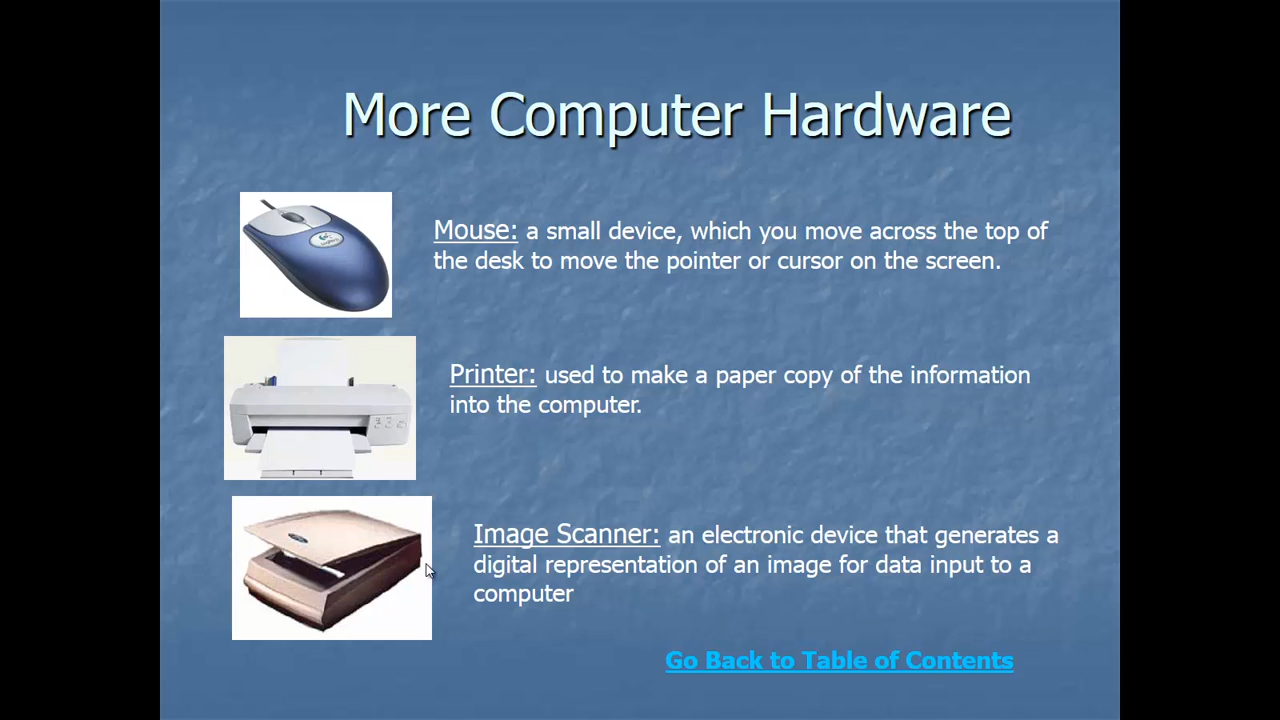 More Computer Hardware
Mouse: a small device, which you move across the top of
the desk to move the pointer or cursor on the screen.
Printer: used to make a paper copy of the information
into the computer.
Image Scanner: an electronic device that generates a
digital representation of an image for data input to a
computer
Go Back to Table of Contents